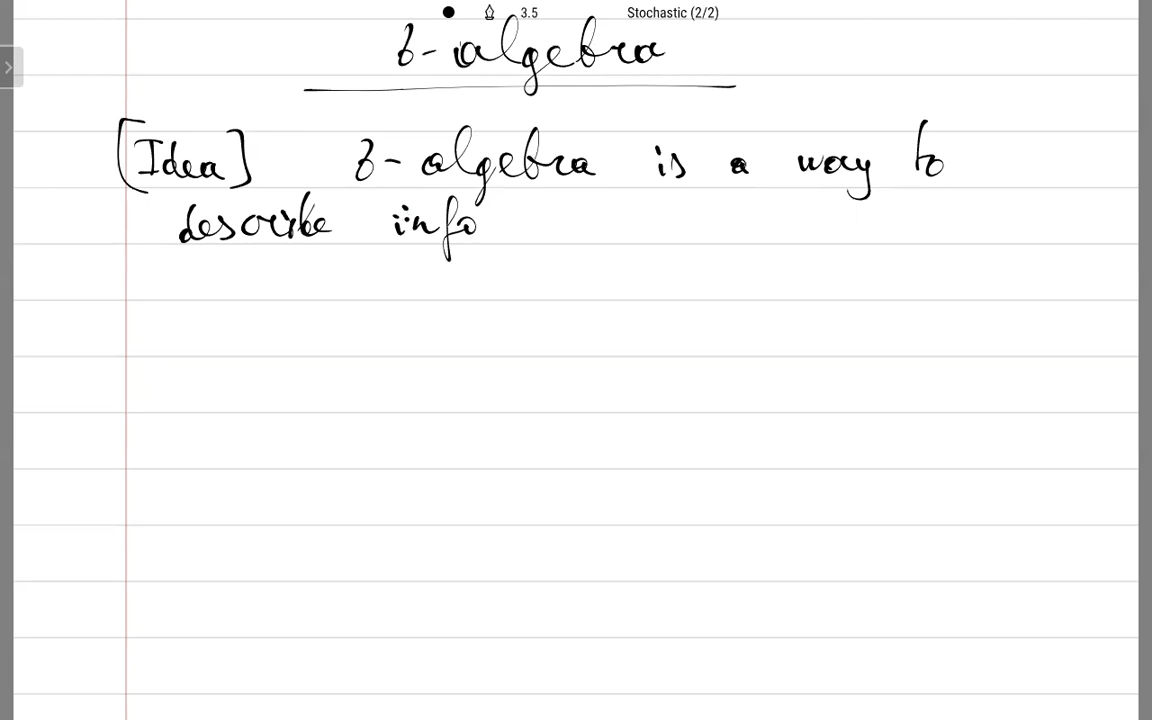 3.5 Stochastic (2/2)
σ-algebra
[Idea] σ-algebra is a way to
describe info